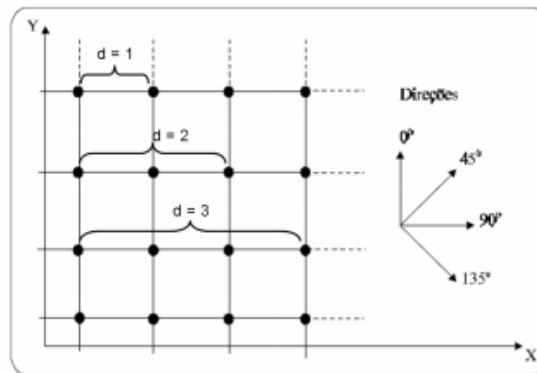 Y
d = 1
Direções
0º
d = 2
45º
90º
d = 3
135º
X